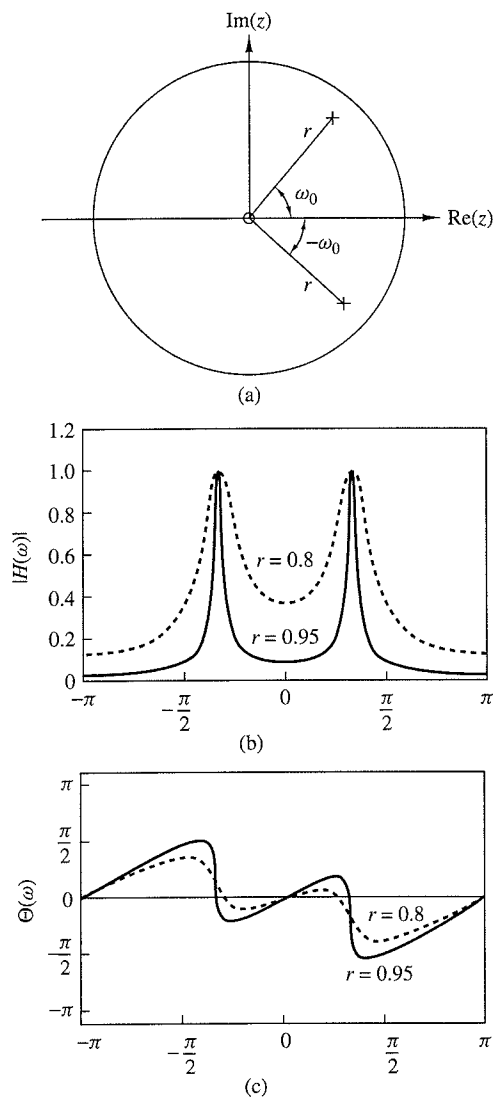 Im(z)
r
ω₀
Re(z)
−ω₀
r
(a)
1.2
1.0
0.8
0.6
0.4
0.2
0
|H(ω)|
r = 0.8
r = 0.95
−π
−π/2
0
π/2
π
(b)
π
π/2
0
−π/2
−π
Θ(ω)
r = 0.8
r = 0.95
−π
−π/2
0
π/2
π
(c)